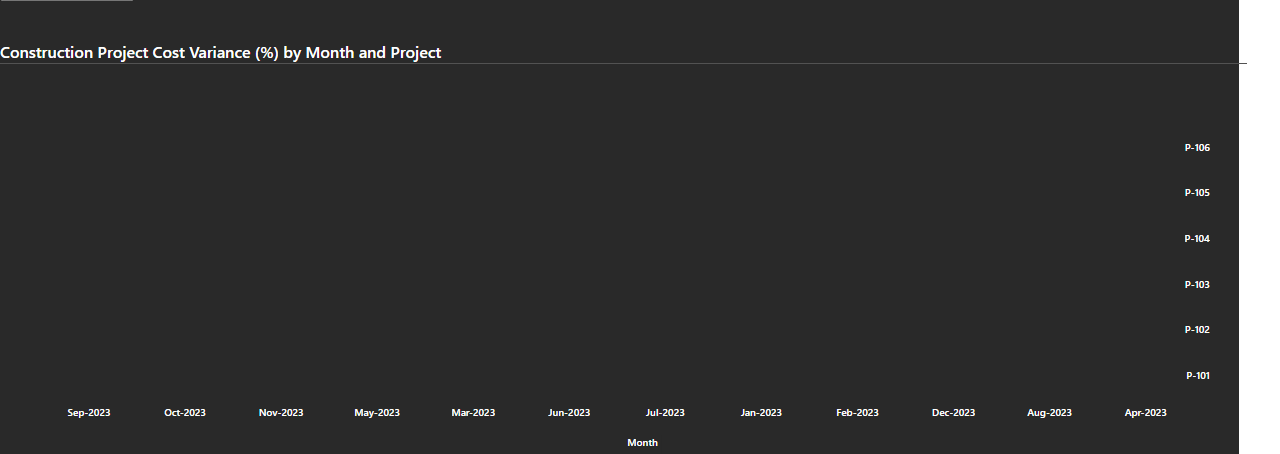 Construction Project Cost Variance (%) by Month and Project
P-106
P-105
P-104
P-103
P-102
P-101
Sep-2023 Oct-2023 Nov-2023 May-2023 Mar-2023 Jun-2023 Jul-2023 Jan-2023 Feb-2023 Dec-2023 Aug-2023 Apr-2023
Month